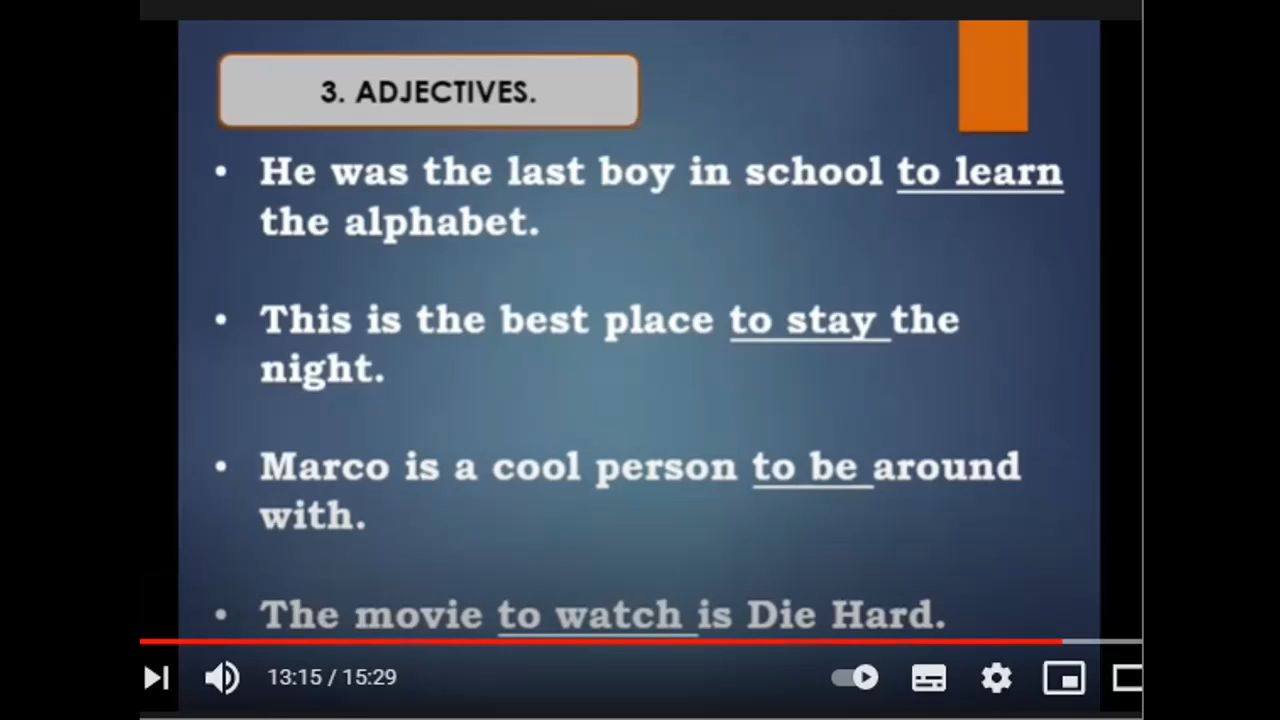 3. ADJECTIVES.
• He was the last boy in school to learn
the alphabet.
• This is the best place to stay the
night.
• Marco is a cool person to be around
with.
• The movie to watch is Die Hard.
13:15 / 15:29